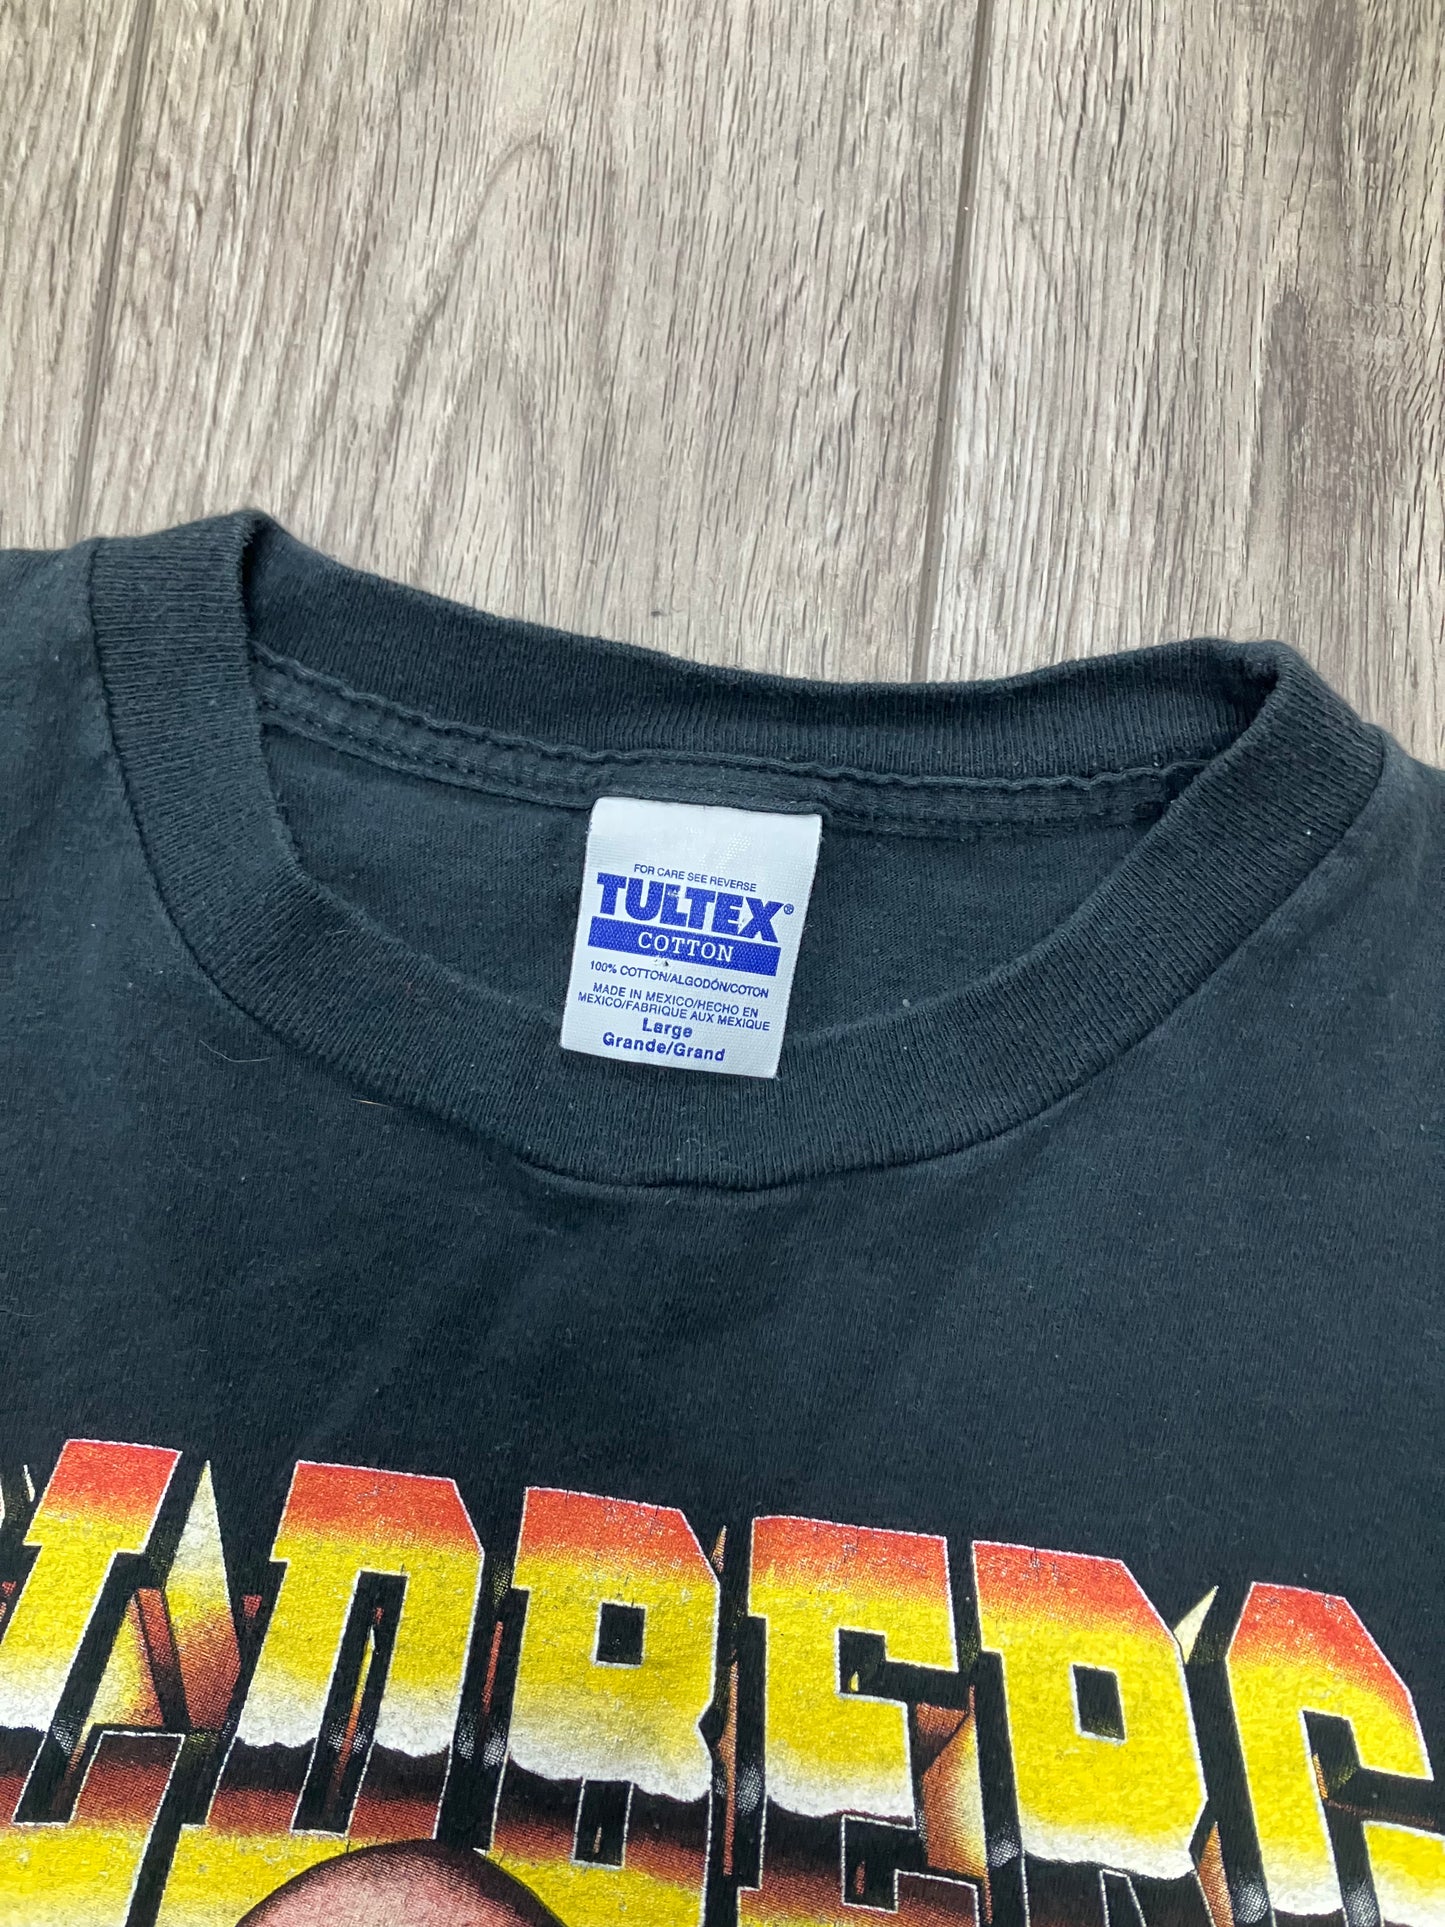 FOR CARE SEE REVERSE
TULTEX®
COTTON
100% COTTON/ALGODÓN/COTON
MADE IN MEXICO/HECHO EN
MEXICO/FABRIQUE AUX MEXIQUE
Large
Grande/Grand
LDBERG